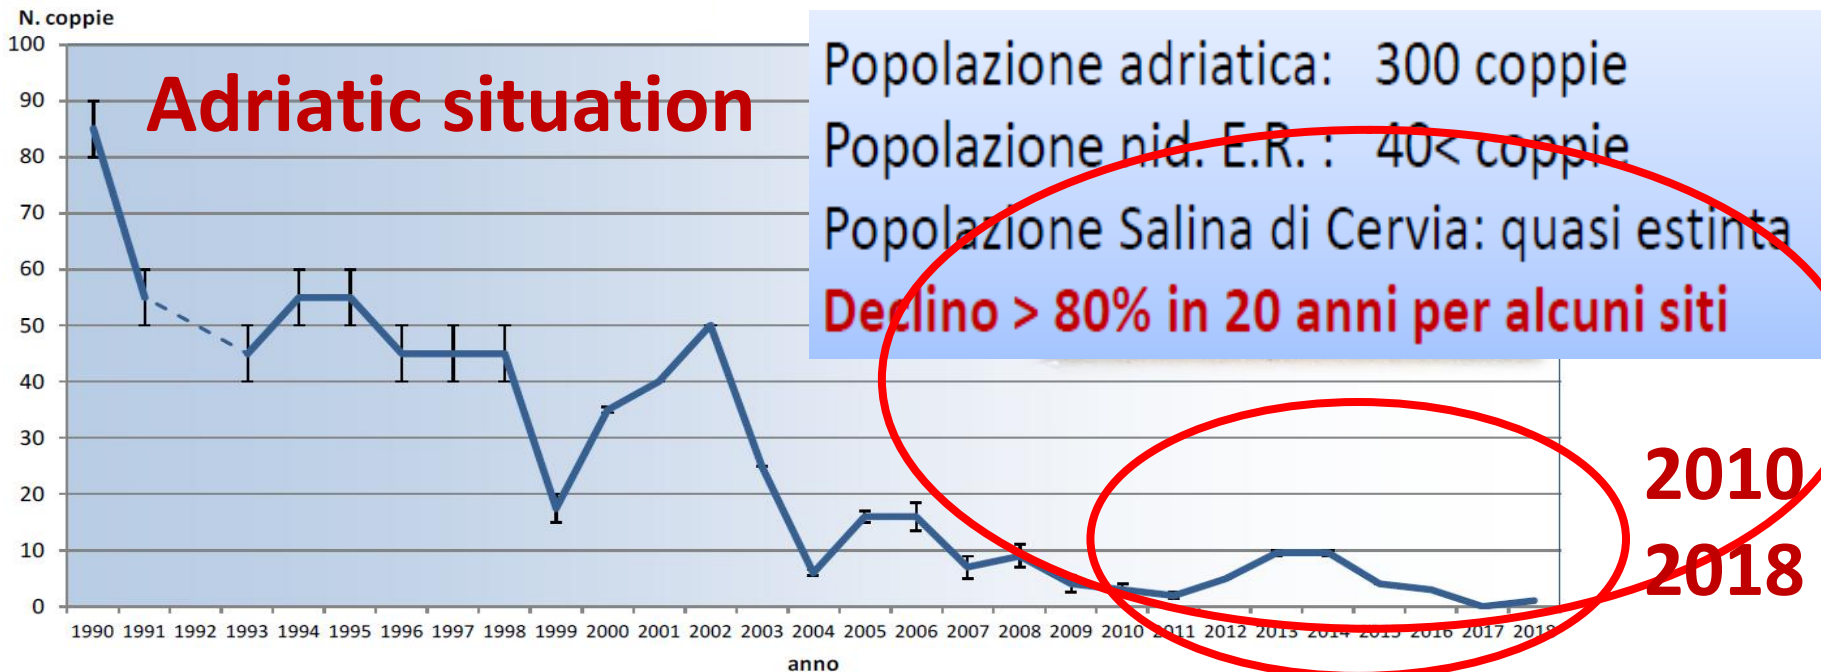 N. coppie
100
90
80
70
60
50
40
30
20
10
0
Adriatic situation
Popolazione adriatica: 300 coppie
Popolazione nid. E.R. : 40< coppie
Popolazione Salina di Cervia: quasi estinta
Declino > 80% in 20 anni per alcuni siti
2010
2018
1990 1991 1992 1993 1994 1995 1996 1997 1998 1999 2000 2001 2002 2003 2004 2005 2006 2007 2008 2009 2010 2011 2012 2013 2014 2015 2016 2017 2018
anno